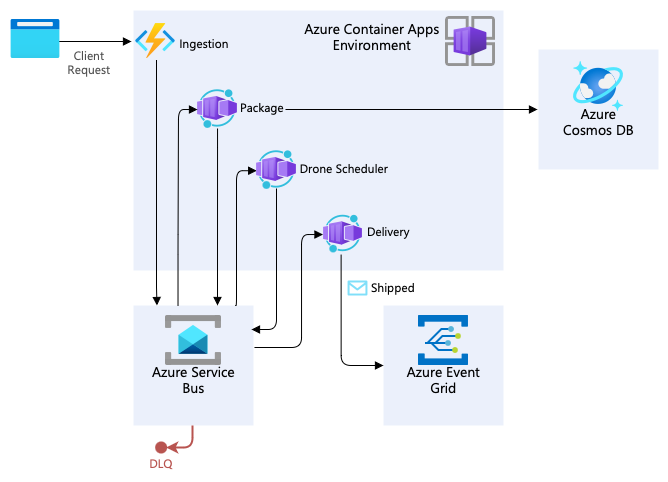 Client
Request
Ingestion
Azure Container Apps
Environment
Package
Azure
Cosmos DB
Drone Scheduler
Delivery
Shipped
Azure Service
Bus
Azure Event
Grid
DLQ